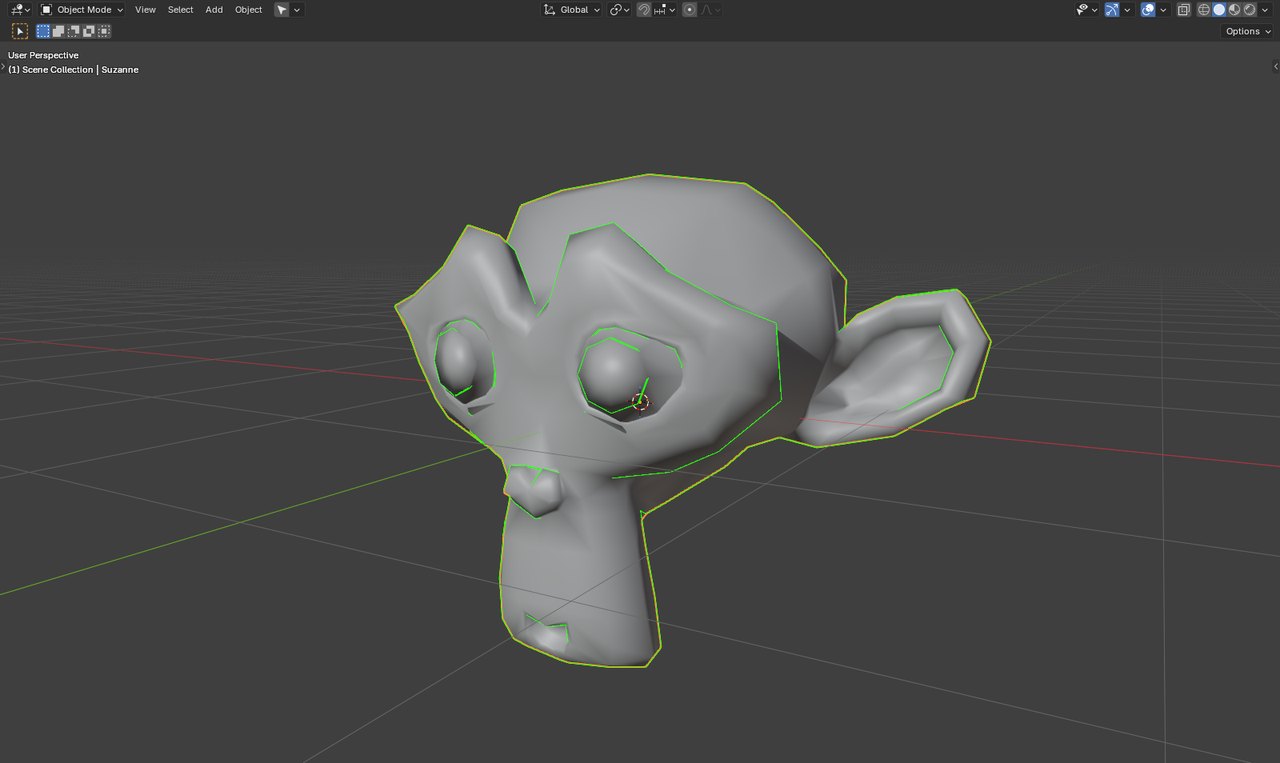 Object Mode View Select Add Object Global
Options
User Perspective
(1) Scene Collection | Suzanne